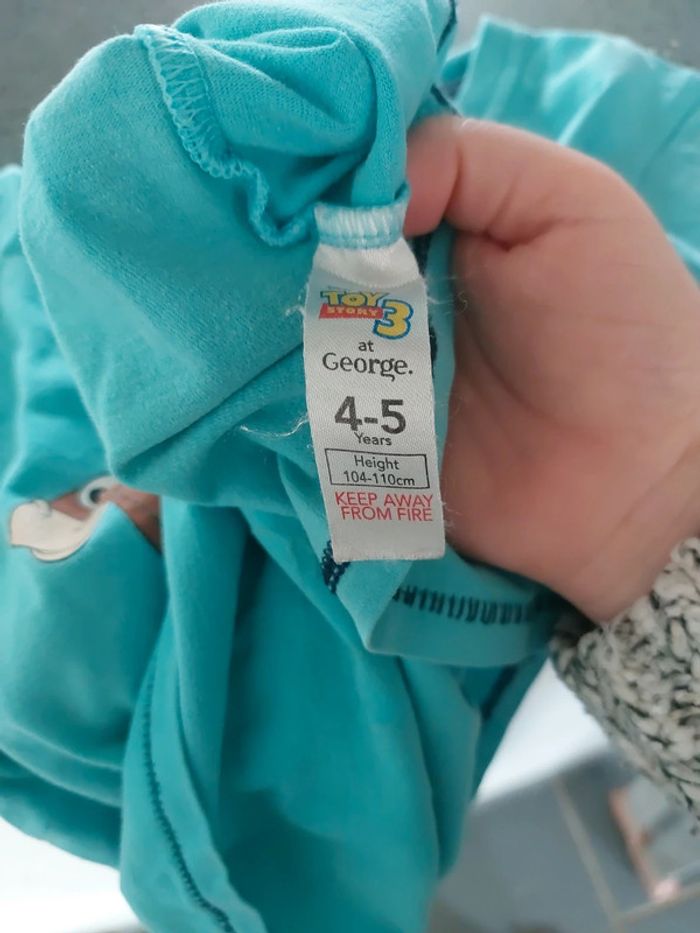 TOY
STORY 3
at
George.
4-5
Years
Height
104-110cm
KEEP AWAY
FROM FIRE